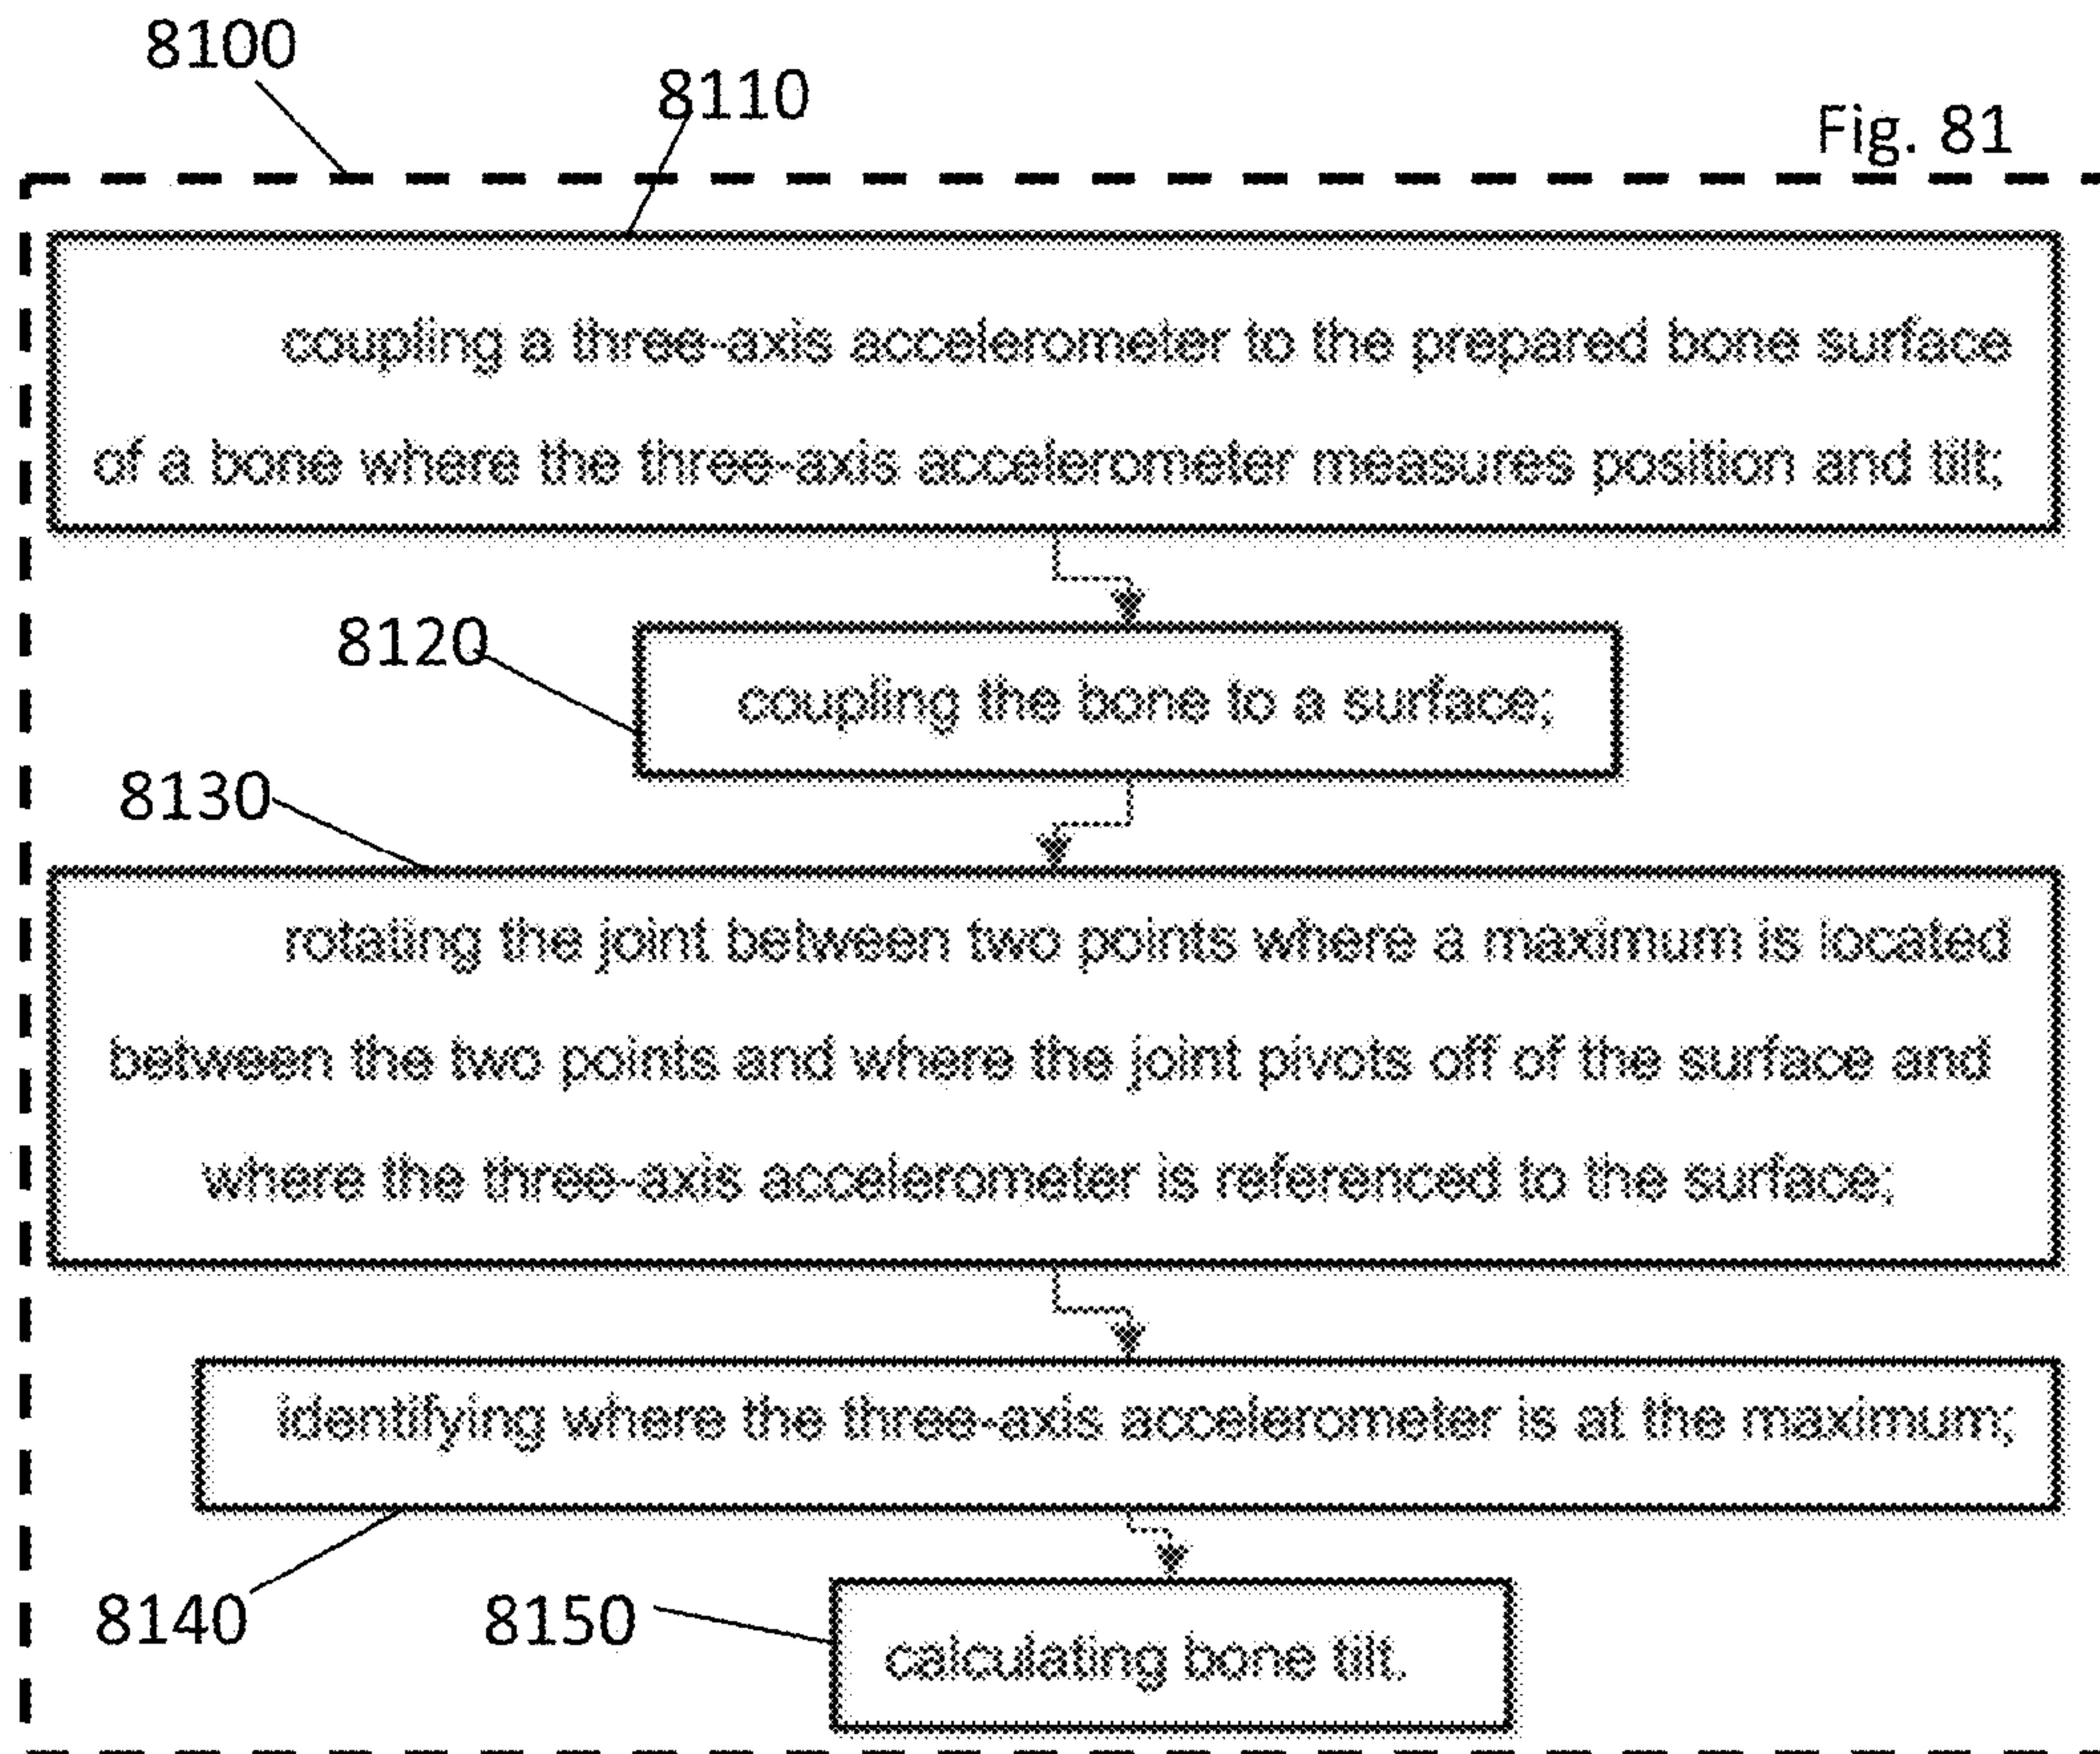 8100
8110
Fig. 81
coupling a three-axis accelerometer to the prepared bone surface
of a bone where the three-axis accelerometer measures position and tilt;
8120
coupling the bone to a surface;
8130
rotating the joint between two points where a maximum is located
between the two points and where the joint pivots off of the surface and
where the three-axis accelerometer is referenced to the surface;
identifying where the three-axis accelerometer is at the maximum;
8140
8150
calculating bone tilt.